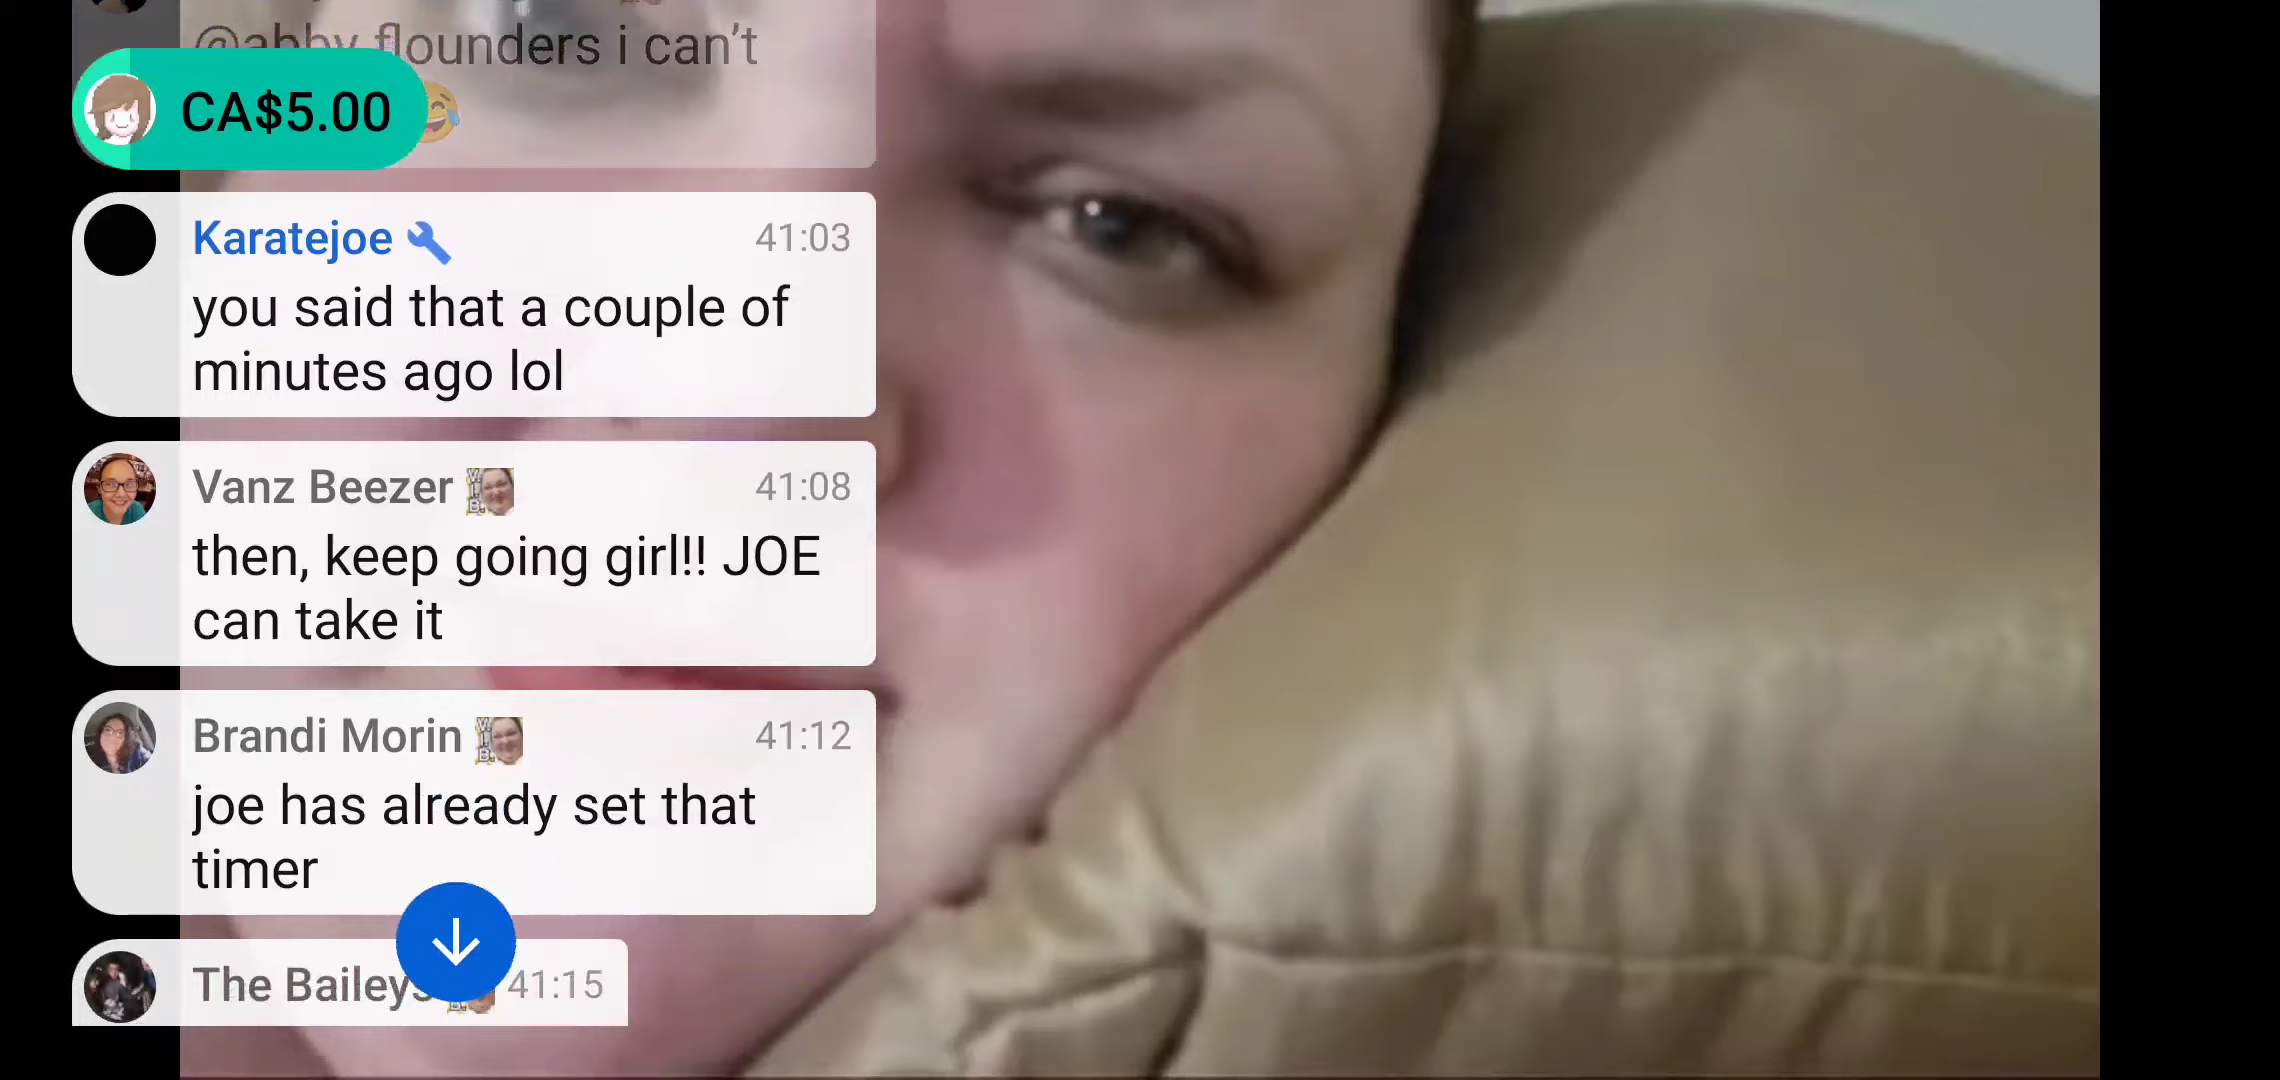 @abby flounders i can't
CA$5.00
Karatejoe 41:03
you said that a couple of
minutes ago lol
Vanz Beezer 41:08
then, keep going girl!! JOE
can take it
Brandi Morin 41:12
joe has already set that
timer
The Baileys 41:15